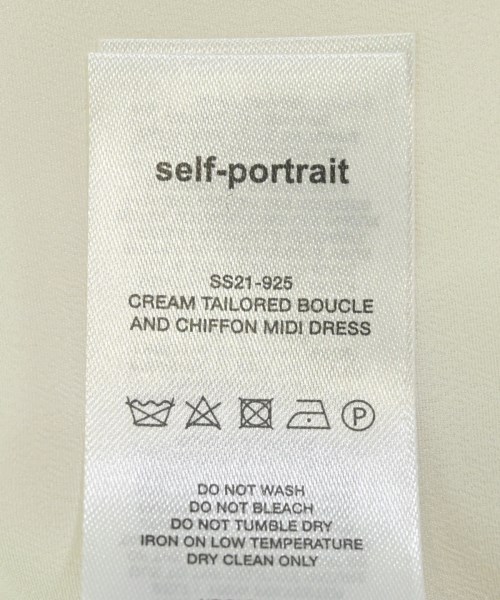 self-portrait
SS21-925
CREAM TAILORED BOUCLE
AND CHIFFON MIDI DRESS
P
DO NOT WASH
DO NOT BLEACH
DO NOT TUMBLE DRY
IRON ON LOW TEMPERATURE
DRY CLEAN ONLY